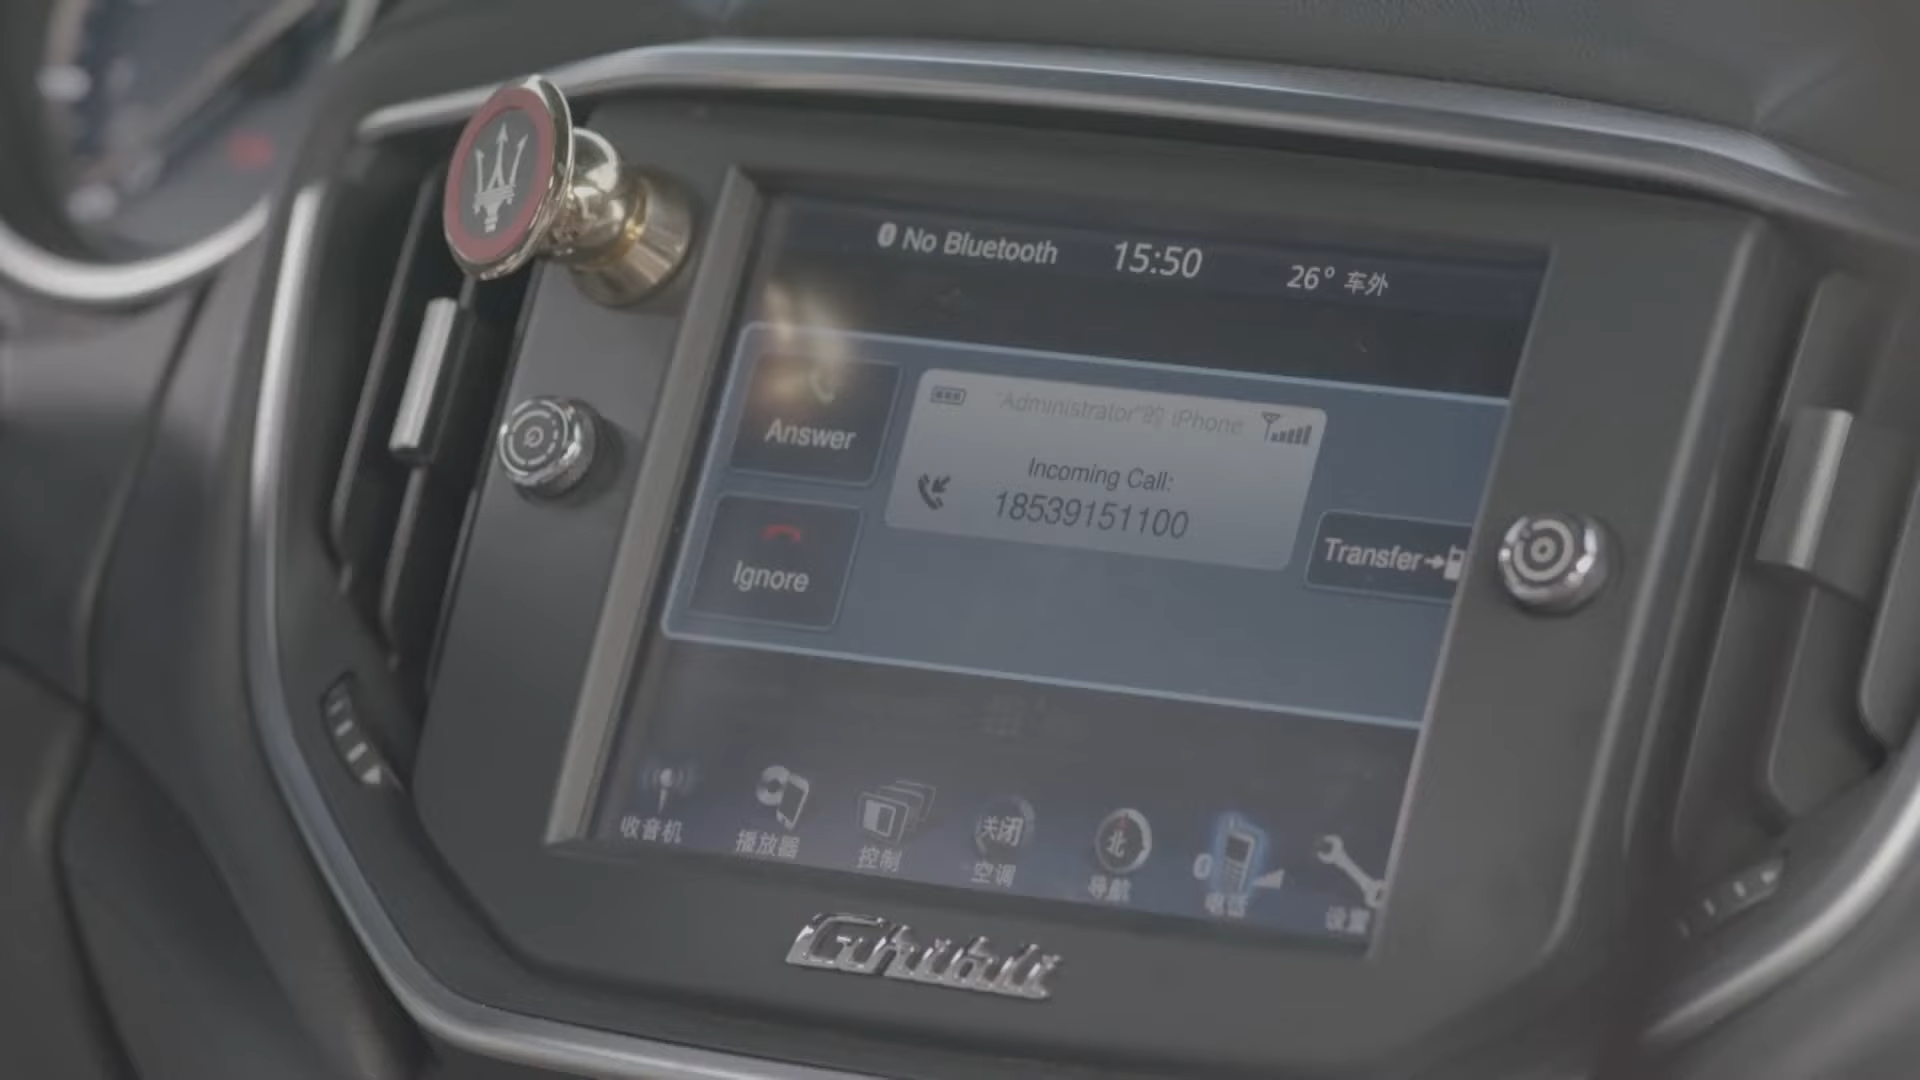 No Bluetooth 15:50 26° 车外
Answer
"Administrator"的 iPhone
Incoming Call:
18539151100
Ignore
Transfer
收音机 播放器 控制 关闭 空调 北 导航 电话 设置
Ghibli